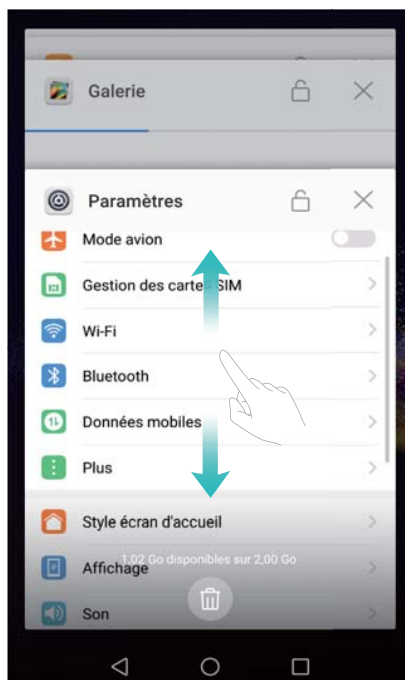 Galerie
Paramètres
Mode avion
Gestion des cartes SIM
Wi-Fi
Bluetooth
Données mobiles
Plus
Style écran d'accueil
1,02 Go disponibles sur 2,00 Go
Affichage
Son